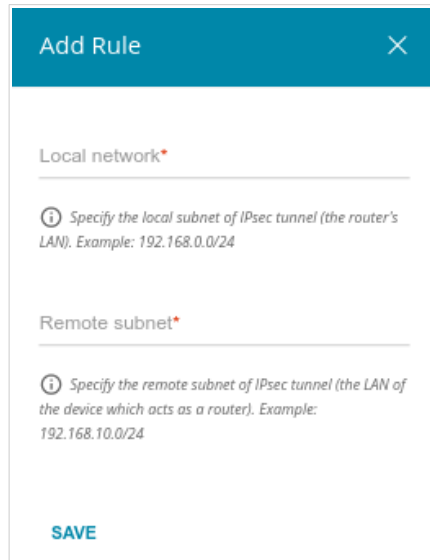 Add Rule
Local network*
Specify the local subnet of IPsec tunnel (the router's
LAN). Example: 192.168.0.0/24
Remote subnet*
Specify the remote subnet of IPsec tunnel (the LAN of
the device which acts as a router). Example:
192.168.10.0/24
SAVE